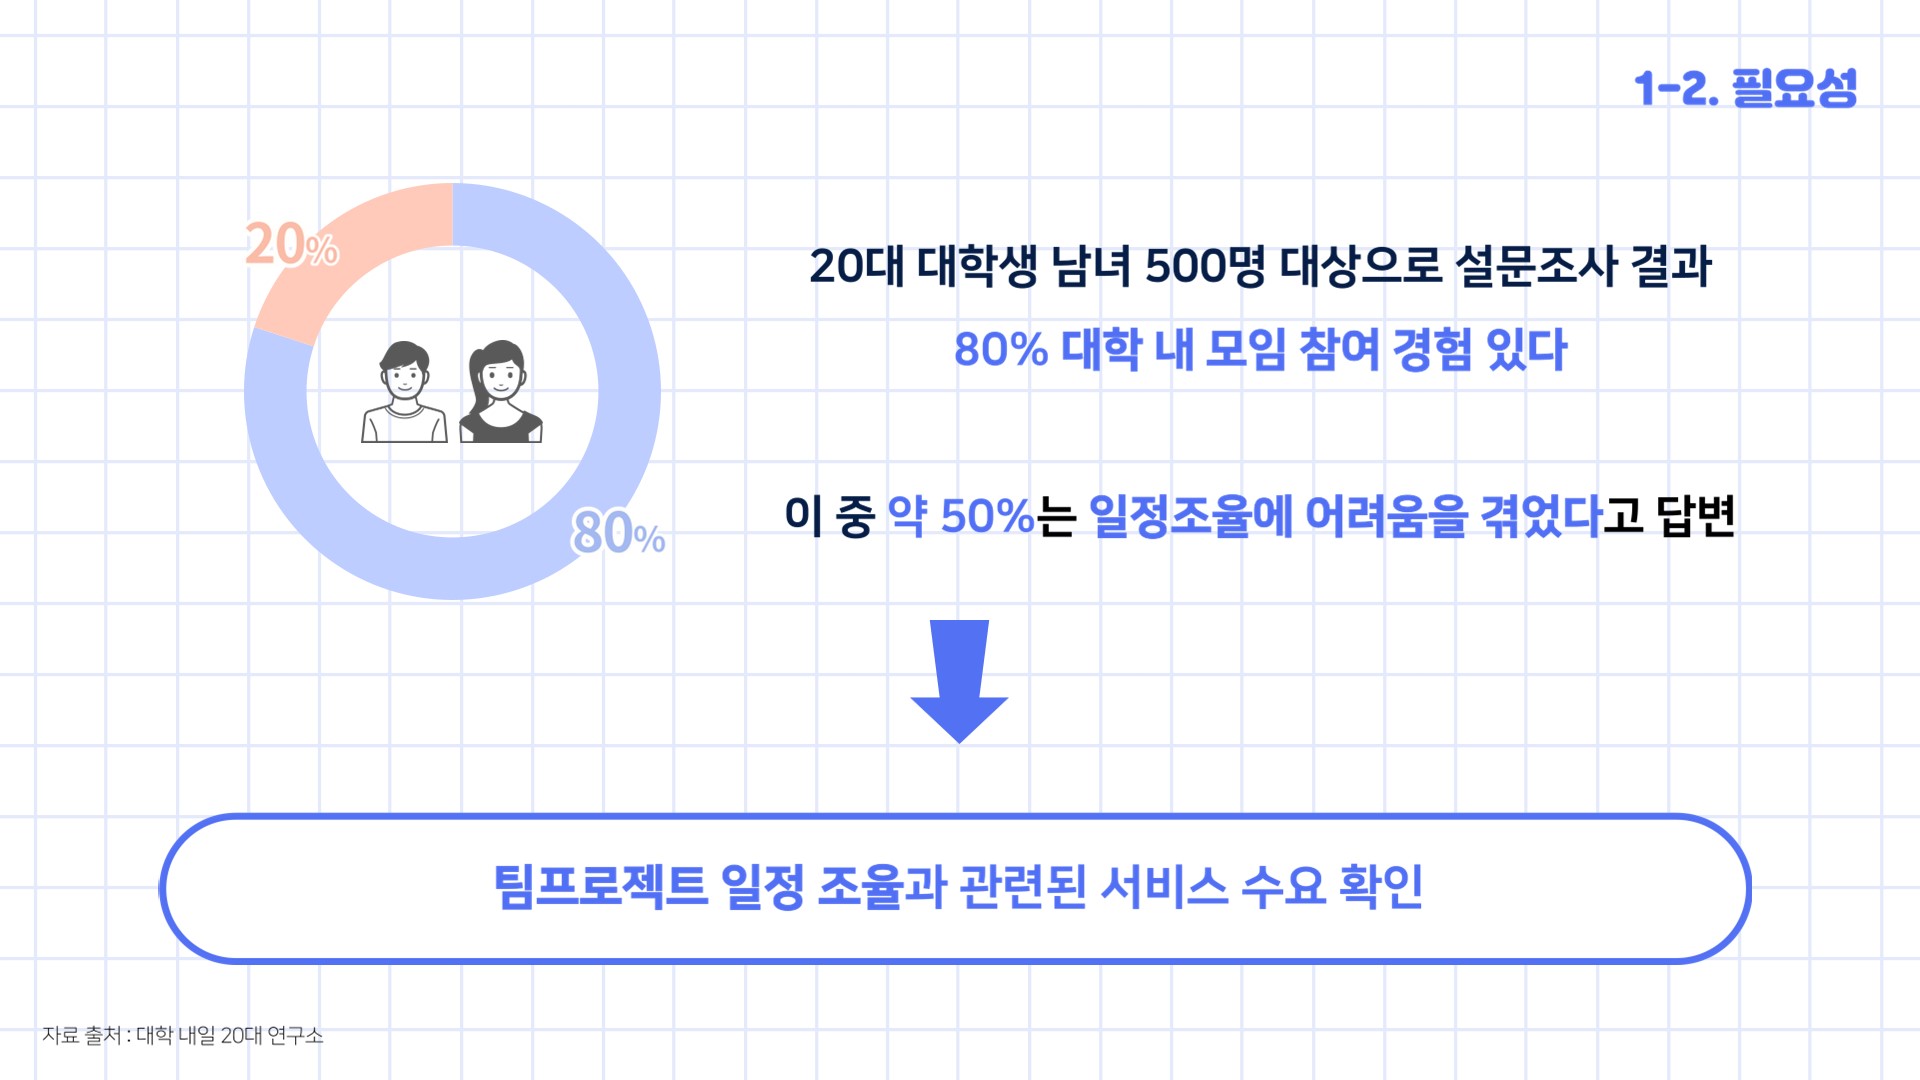 1-2. 필요성
20%
80%
20대 대학생 남녀 500명 대상으로 설문조사 결과
80% 대학 내 모임 참여 경험 있다
이 중 약 50%는 일정조율에 어려움을 겪었다고 답변
팀프로젝트 일정 조율과 관련된 서비스 수요 확인
자료 출처 : 대학 내일 20대 연구소